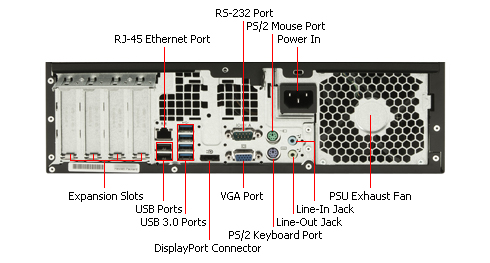 RS-232 Port
PS/2 Mouse Port
RJ-45 Ethernet Port
Power In
Expansion Slots
VGA Port
Line-In Jack
PSU Exhaust Fan
USB Ports
USB 3.0 Ports
Line-Out Jack
PS/2 Keyboard Port
DisplayPort Connector